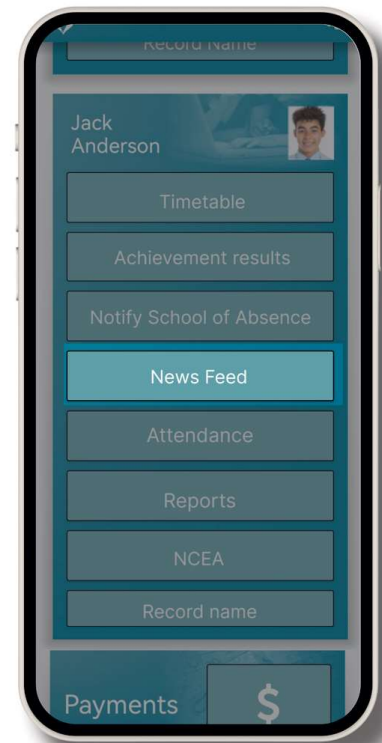 Record Name
Jack
Anderson
Timetable
Achievement results
Notify School of Absence
News Feed
Attendance
Reports
NCEA
Record name
Payments
$